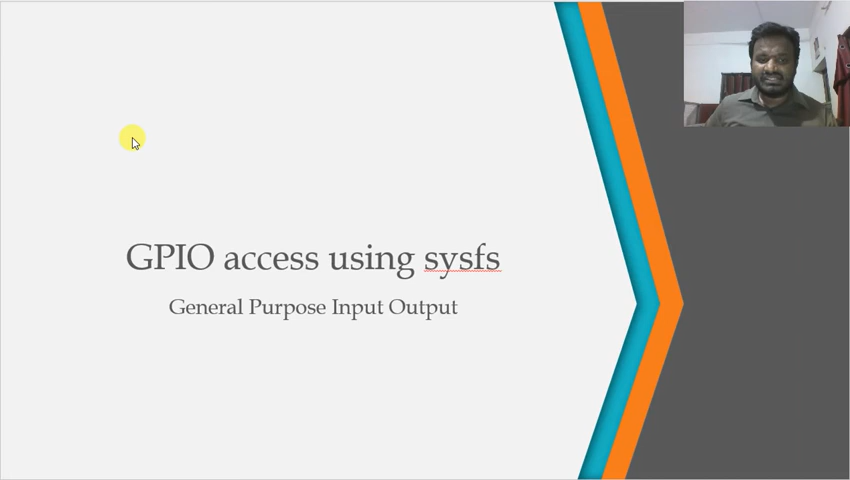 GPIO access using sysfs
General Purpose Input Output